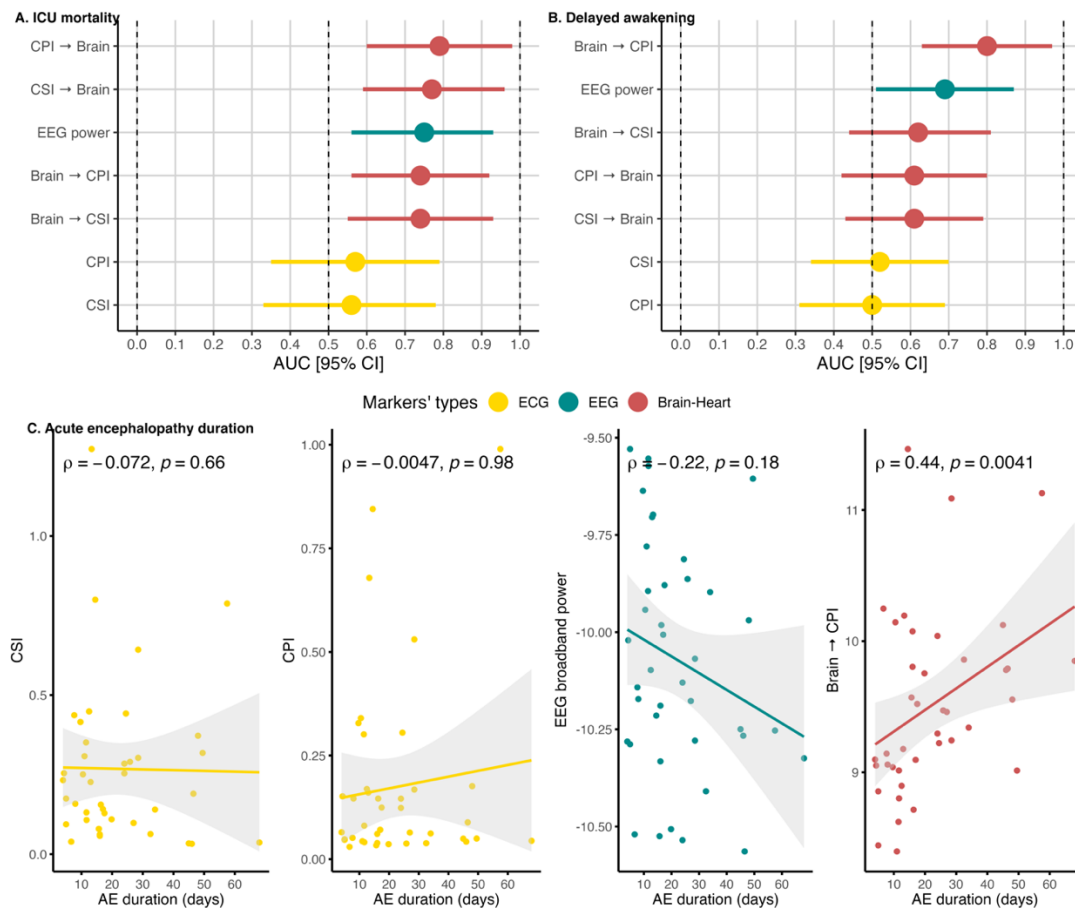 A. ICU mortality
CPI → Brain
CSI → Brain
EEG power
Brain → CPI
Brain → CSI
CPI
CSI
0.0 0.1 0.2 0.3 0.4 0.5 0.6 0.7 0.8 0.9 1.0
AUC [95% CI]
B. Delayed awakening
Brain → CPI
EEG power
Brain → CSI
CPI → Brain
CSI → Brain
CSI
CPI
0.0 0.1 0.2 0.3 0.4 0.5 0.6 0.7 0.8 0.9 1.0
AUC [95% CI]
Markers' types ECG EEG Brain-Heart
C. Acute encephalopathy duration
ρ = −0.072, p = 0.66
CSI
1.0
0.5
0.0
10 20 30 40 50 60
AE duration (days)
ρ = −0.0047, p = 0.98
CPI
1.00
0.75
0.50
0.25
0.00
10 20 30 40 50 60
AE duration (days)
ρ = −0.22, p = 0.18
EEG broadband power
-9.50
-9.75
-10.00
-10.25
-10.50
10 20 30 40 50 60
AE duration (days)
ρ = 0.44, p = 0.0041
Brain → CPI
11
10
9
10 20 30 40 50 60
AE duration (days)